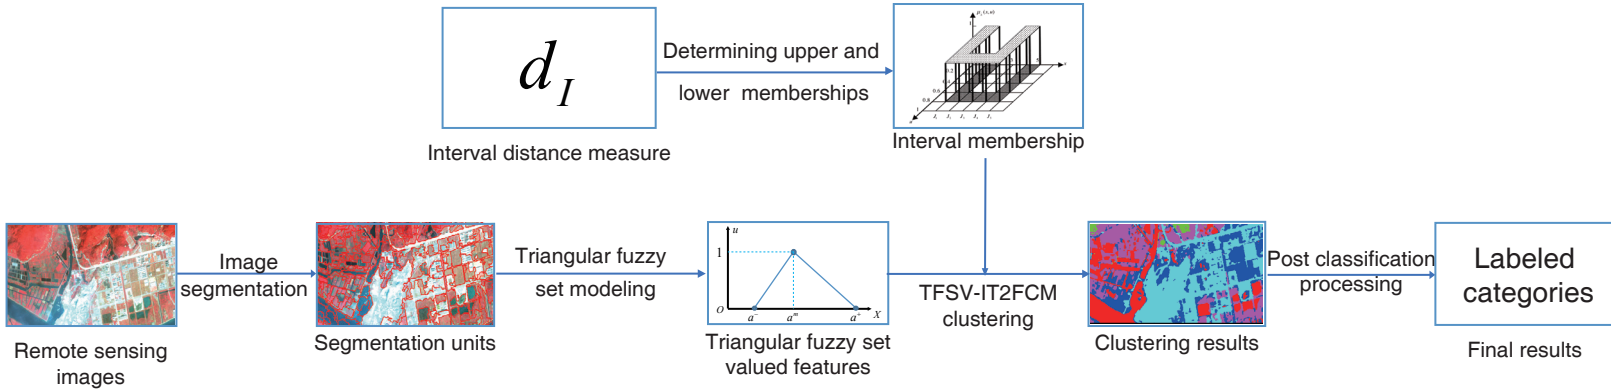 d_I
Interval distance measure
Determining upper and
lower memberships
Interval membership
Remote sensing
images
Image
segmentation
Segmentation units
Triangular fuzzy
set modeling
u
1
O
a⁻
aᵐ
a⁺
X
Triangular fuzzy set
valued features
TFSV-IT2FCM
clustering
Clustering results
Post classification
processing
Labeled
categories
Final results